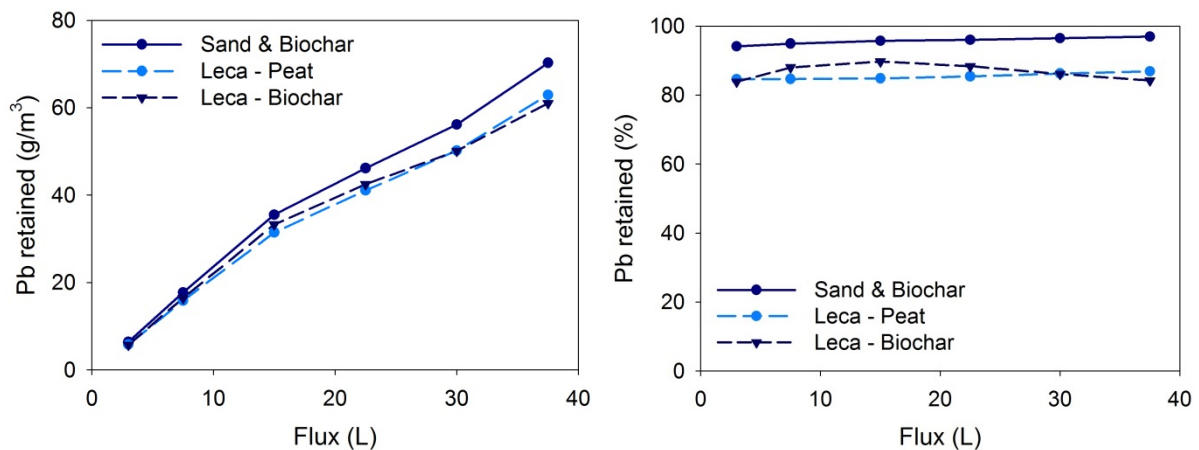 80
60
40
20
0
Pb retained (g/m³)
Sand & Biochar
Leca - Peat
Leca - Biochar
0 10 20 30 40
Flux (L)
100
80
60
40
20
0
Pb retained (%)
Sand & Biochar
Leca - Peat
Leca - Biochar
0 10 20 30 40
Flux (L)